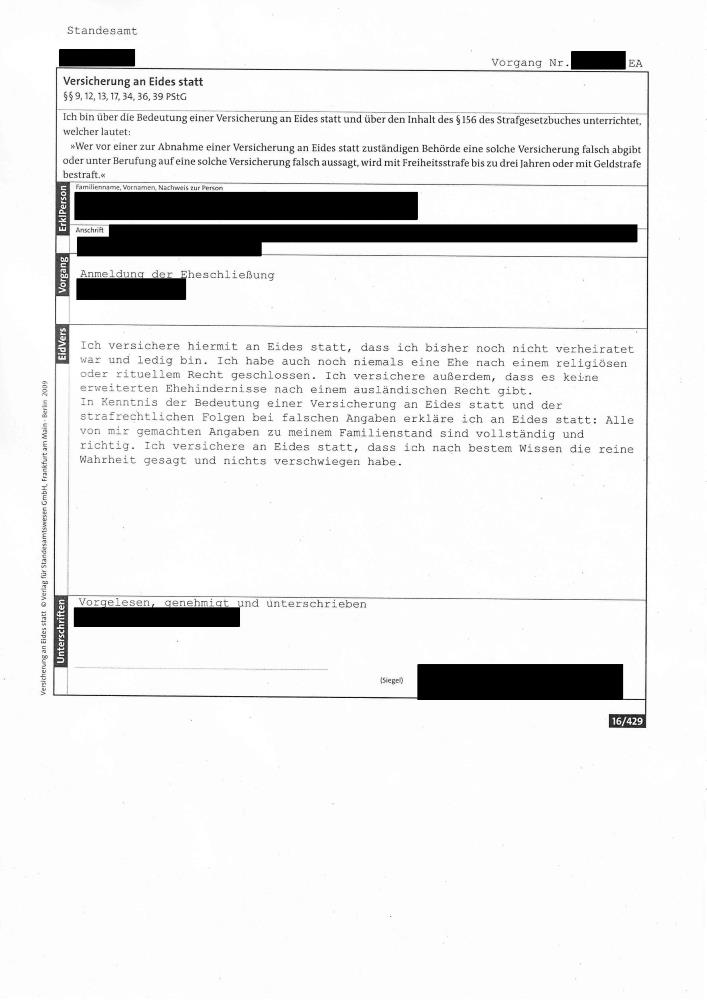 Standesamt
Vorgang Nr. EA
Versicherung an Eides statt
§§ 9, 12, 13, 17, 34, 36, 39 PStG
Ich bin über die Bedeutung einer Versicherung an Eides statt und über den Inhalt des § 156 des Strafgesetzbuches unterrichtet,
welcher lautet:
»Wer vor einer zur Abnahme einer Versicherung an Eides statt zuständigen Behörde eine solche Versicherung falsch abgibt
oder unter Berufung auf eine solche Versicherung falsch aussagt, wird mit Freiheitsstrafe bis zu drei Jahren oder mit Geldstrafe
bestraft.«
ErklPerson
Familienname, Vornamen, Nachweis zur Person
Anschrift
Vorgang
Anmeldung der Eheschließung
EidVers
Ich versichere hiermit an Eides statt, dass ich bisher noch nicht verheiratet
war und ledig bin. Ich habe auch noch niemals eine Ehe nach einem religiösen
oder rituellem Recht geschlossen. Ich versichere außerdem, dass es keine
erweiterten Ehehindernisse nach einem ausländischen Recht gibt.
In Kenntnis der Bedeutung einer Versicherung an Eides statt und der
strafrechtlichen Folgen bei falschen Angaben erkläre ich an Eides statt: Alle
von mir gemachten Angaben zu meinem Familienstand sind vollständig und
richtig. Ich versichere an Eides statt, dass ich nach bestem Wissen die reine
Wahrheit gesagt und nichts verschwiegen habe.
Unterschriften
Vorgelesen, genehmigt und unterschrieben
(Siegel)
16/429
Versicherung an Eides statt © Verlag für Standesamtswesen GmbH, Frankfurt am Main · Berlin 2009